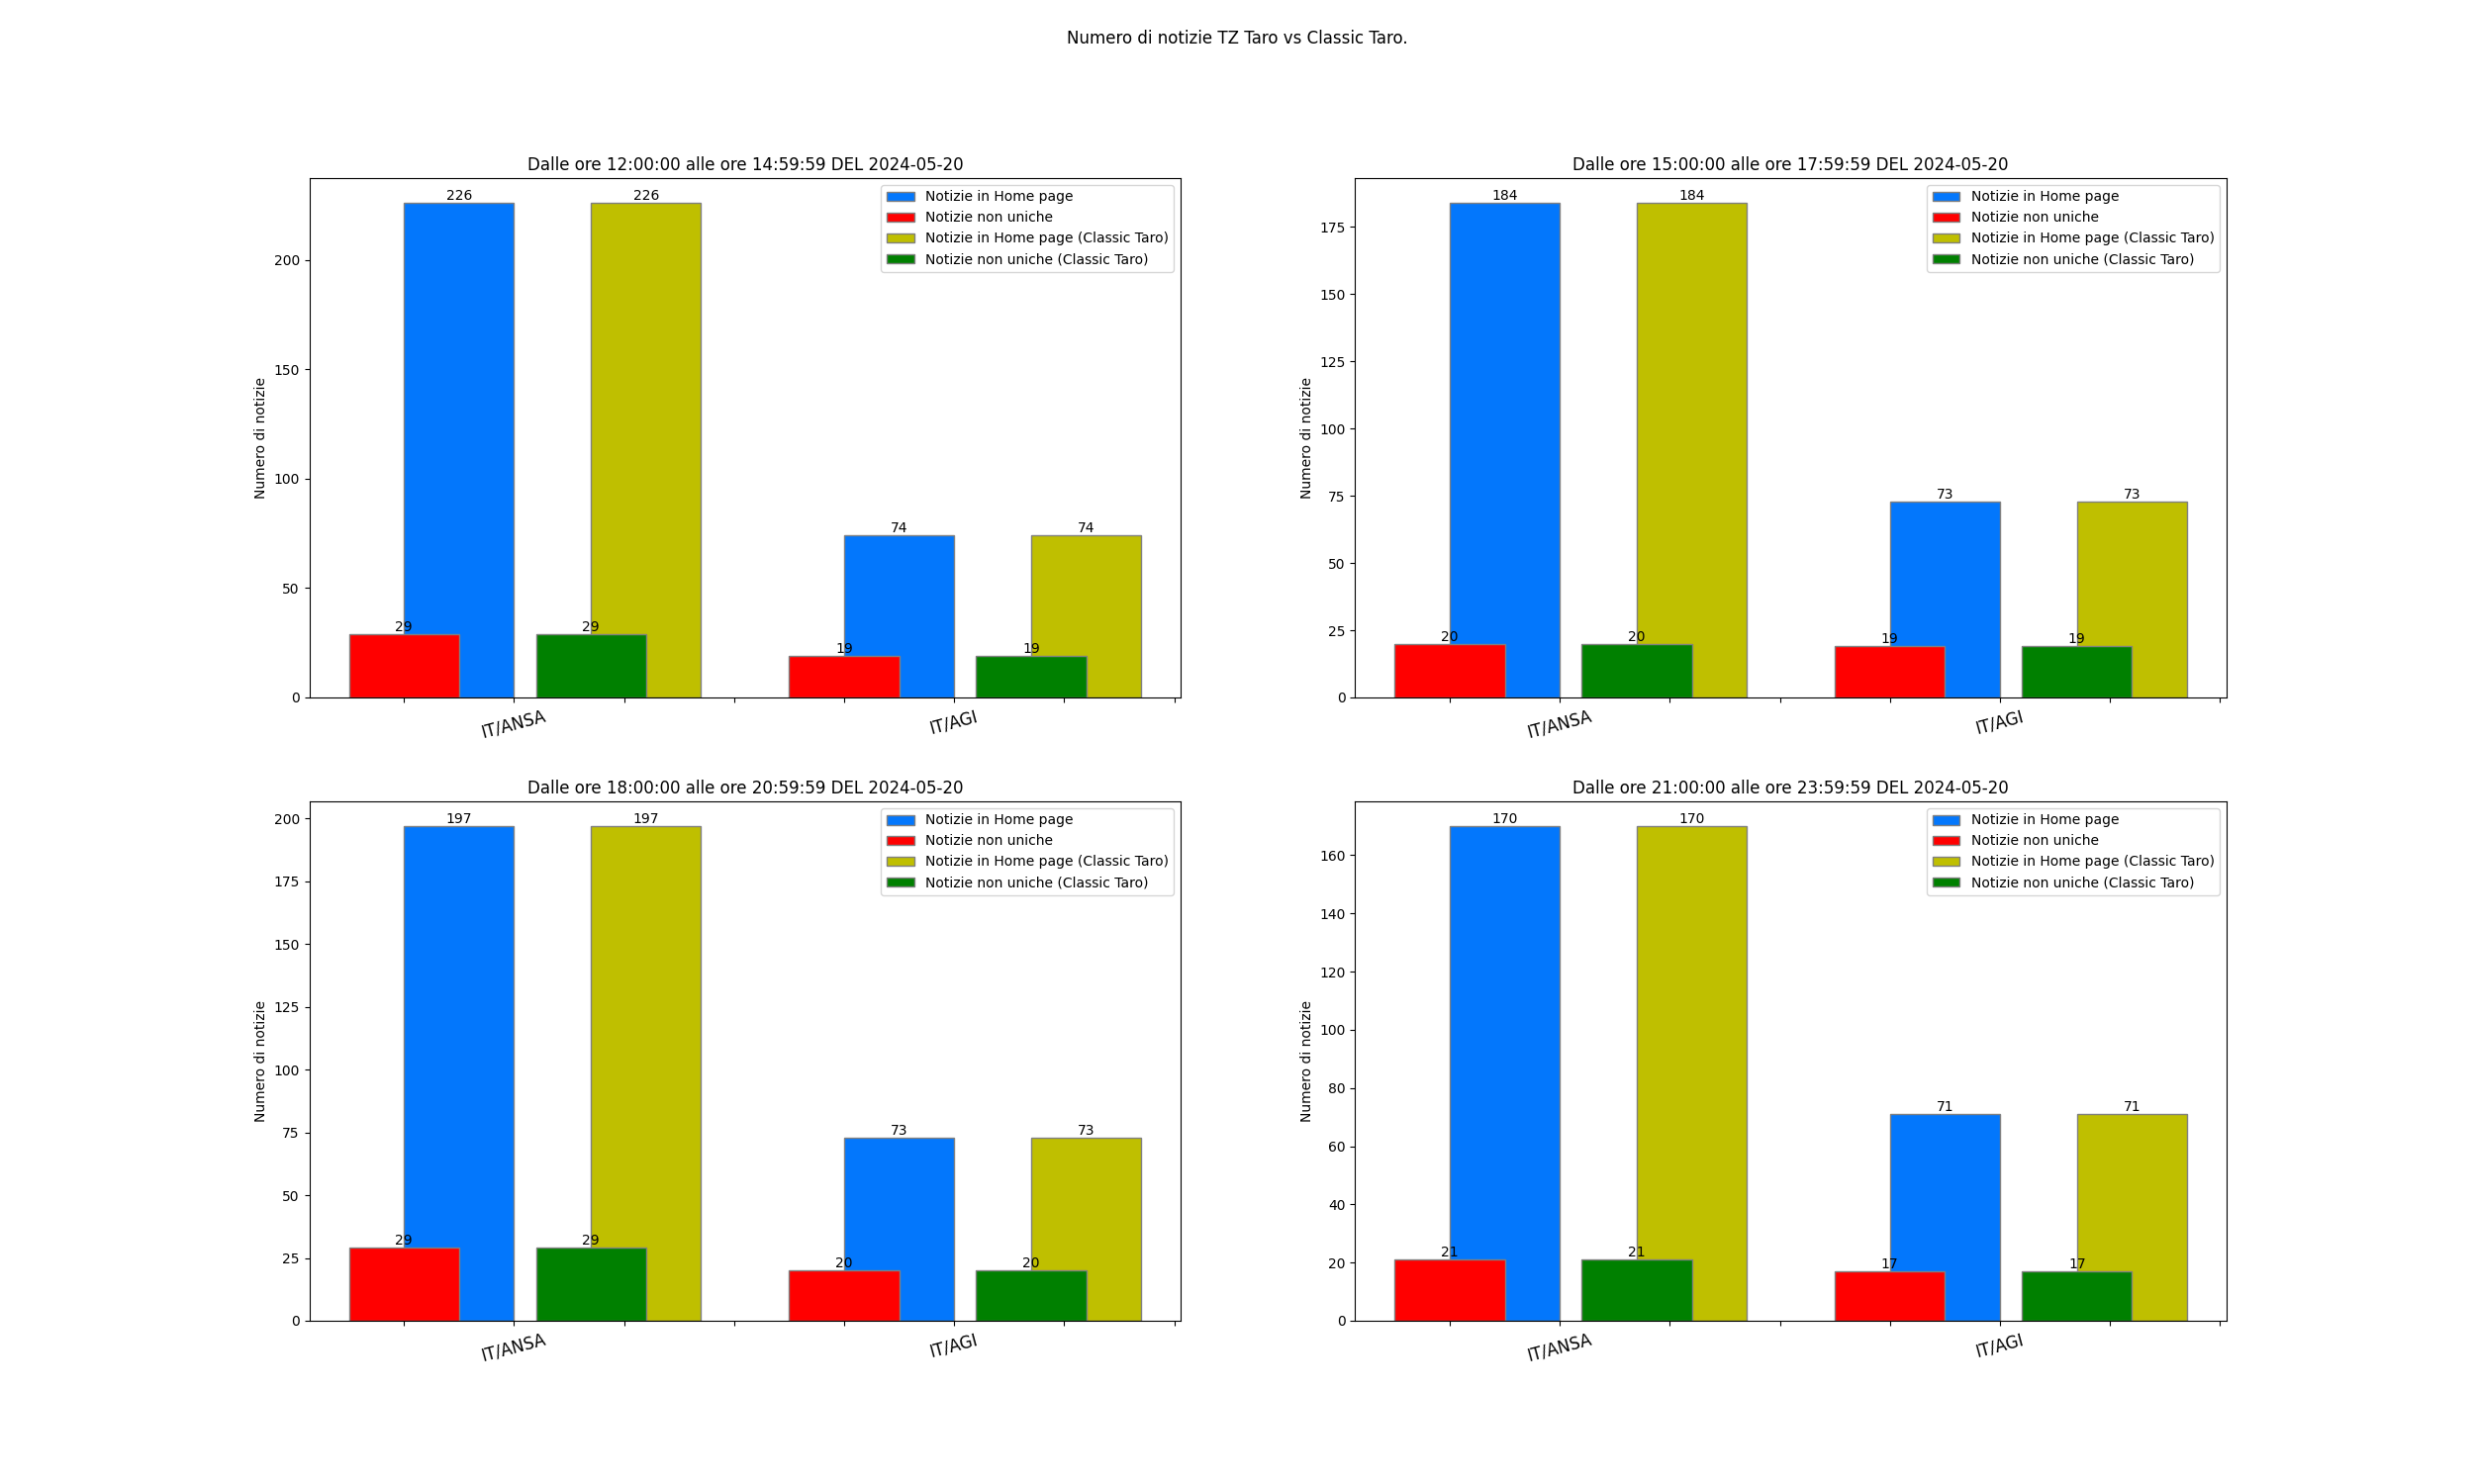 Numero di notizie TZ Taro vs Classic Taro.
Dalle ore 12:00:00 alle ore 14:59:59 DEL 2024-05-20
Numero di notizie
200
150
100
50
0
226
226
74
74
29
29
19
19
Notizie in Home page
Notizie non uniche
Notizie in Home page (Classic Taro)
Notizie non uniche (Classic Taro)
IT/ANSA
IT/AGI
Dalle ore 15:00:00 alle ore 17:59:59 DEL 2024-05-20
Numero di notizie
175
150
125
100
75
50
25
0
184
184
73
73
20
20
19
19
Notizie in Home page
Notizie non uniche
Notizie in Home page (Classic Taro)
Notizie non uniche (Classic Taro)
IT/ANSA
IT/AGI
Dalle ore 18:00:00 alle ore 20:59:59 DEL 2024-05-20
Numero di notizie
200
175
150
125
100
75
50
25
0
197
197
73
73
29
29
20
20
Notizie in Home page
Notizie non uniche
Notizie in Home page (Classic Taro)
Notizie non uniche (Classic Taro)
IT/ANSA
IT/AGI
Dalle ore 21:00:00 alle ore 23:59:59 DEL 2024-05-20
Numero di notizie
160
140
120
100
80
60
40
20
0
170
170
71
71
21
21
17
17
Notizie in Home page
Notizie non uniche
Notizie in Home page (Classic Taro)
Notizie non uniche (Classic Taro)
IT/ANSA
IT/AGI